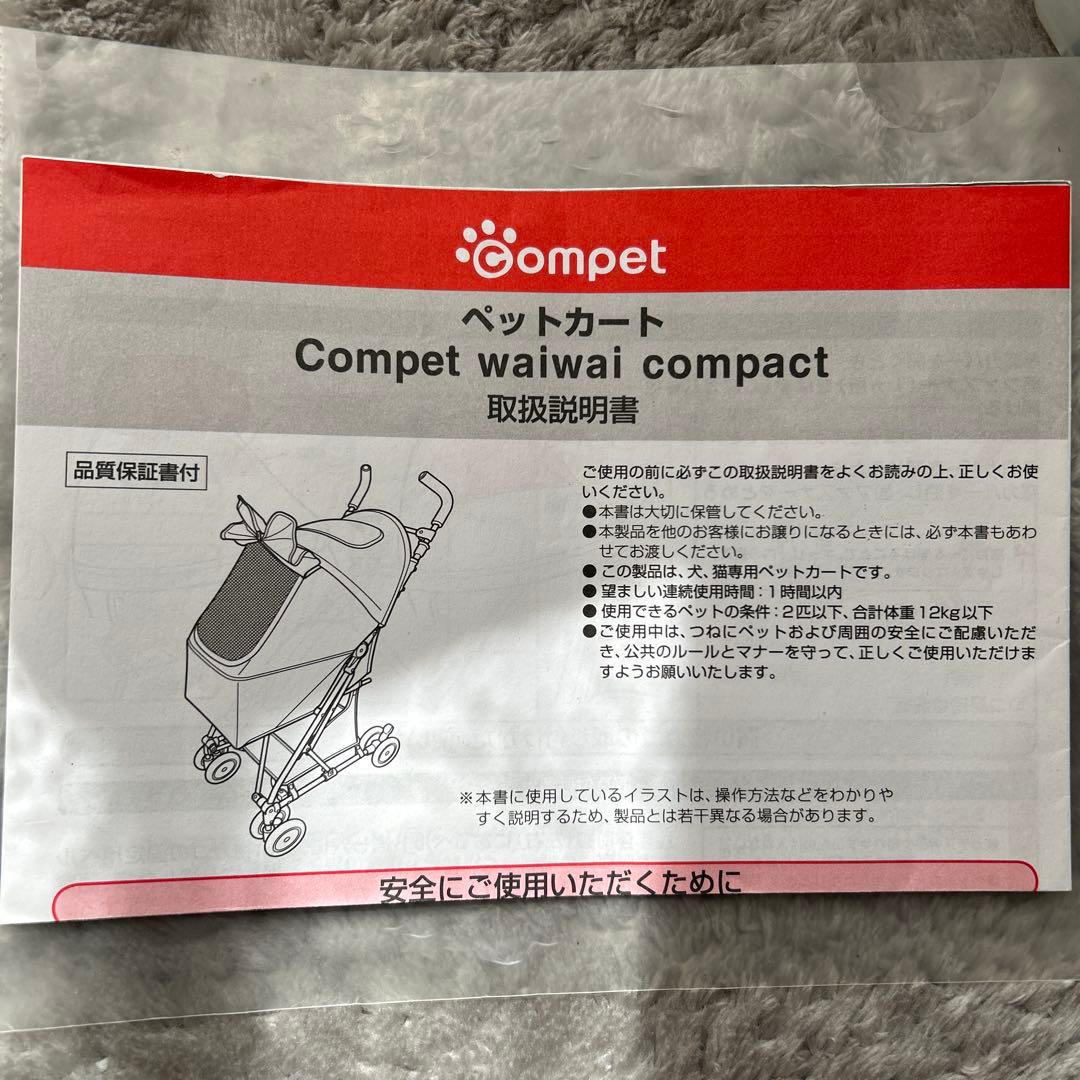 Compet
ペットカート
Compet waiwai compact
取扱説明書
品質保証書付
ご使用の前に必ずこの取扱説明書をよくお読みの上、正しくお使
いください。
●本書は大切に保管してください。
●本製品を他のお客様にお譲りになるときには、必ず本書もあわ
せてお渡しください。
● この製品は、犬、猫専用ペットカートです。
● 望ましい連続使用時間：1時間以内
● 使用できるペットの条件：2匹以下、合計体重12kg以下
●ご使用中は、つねにペットおよび周囲の安全にご配慮いただ
き、公共のルールとマナーを守って、正しくご使用いただけま
すようお願いいたします。
※本書に使用しているイラストは、操作方法などをわかりや
すく説明するため、製品とは若干異なる場合があります。
安全にご使用いただくために